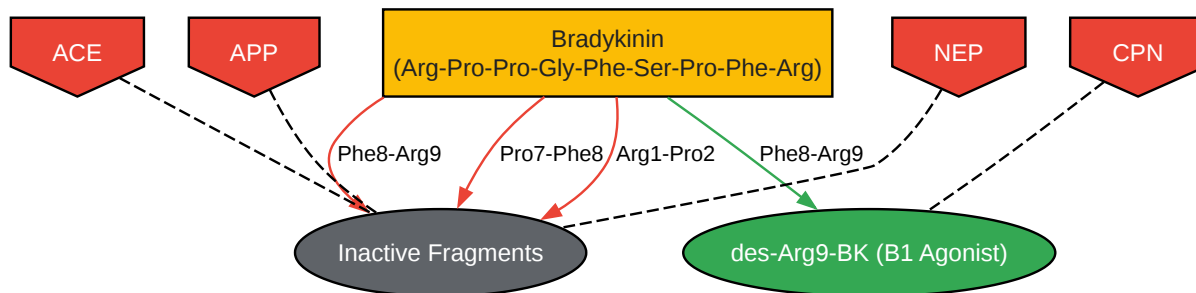 ACE
APP
Bradykinin
(Arg-Pro-Pro-Gly-Phe-Ser-Pro-Phe-Arg)
NEP
CPN
Phe8-Arg9
Pro7-Phe8
Arg1-Pro2
Phe8-Arg9
Inactive Fragments
des-Arg9-BK (B1 Agonist)